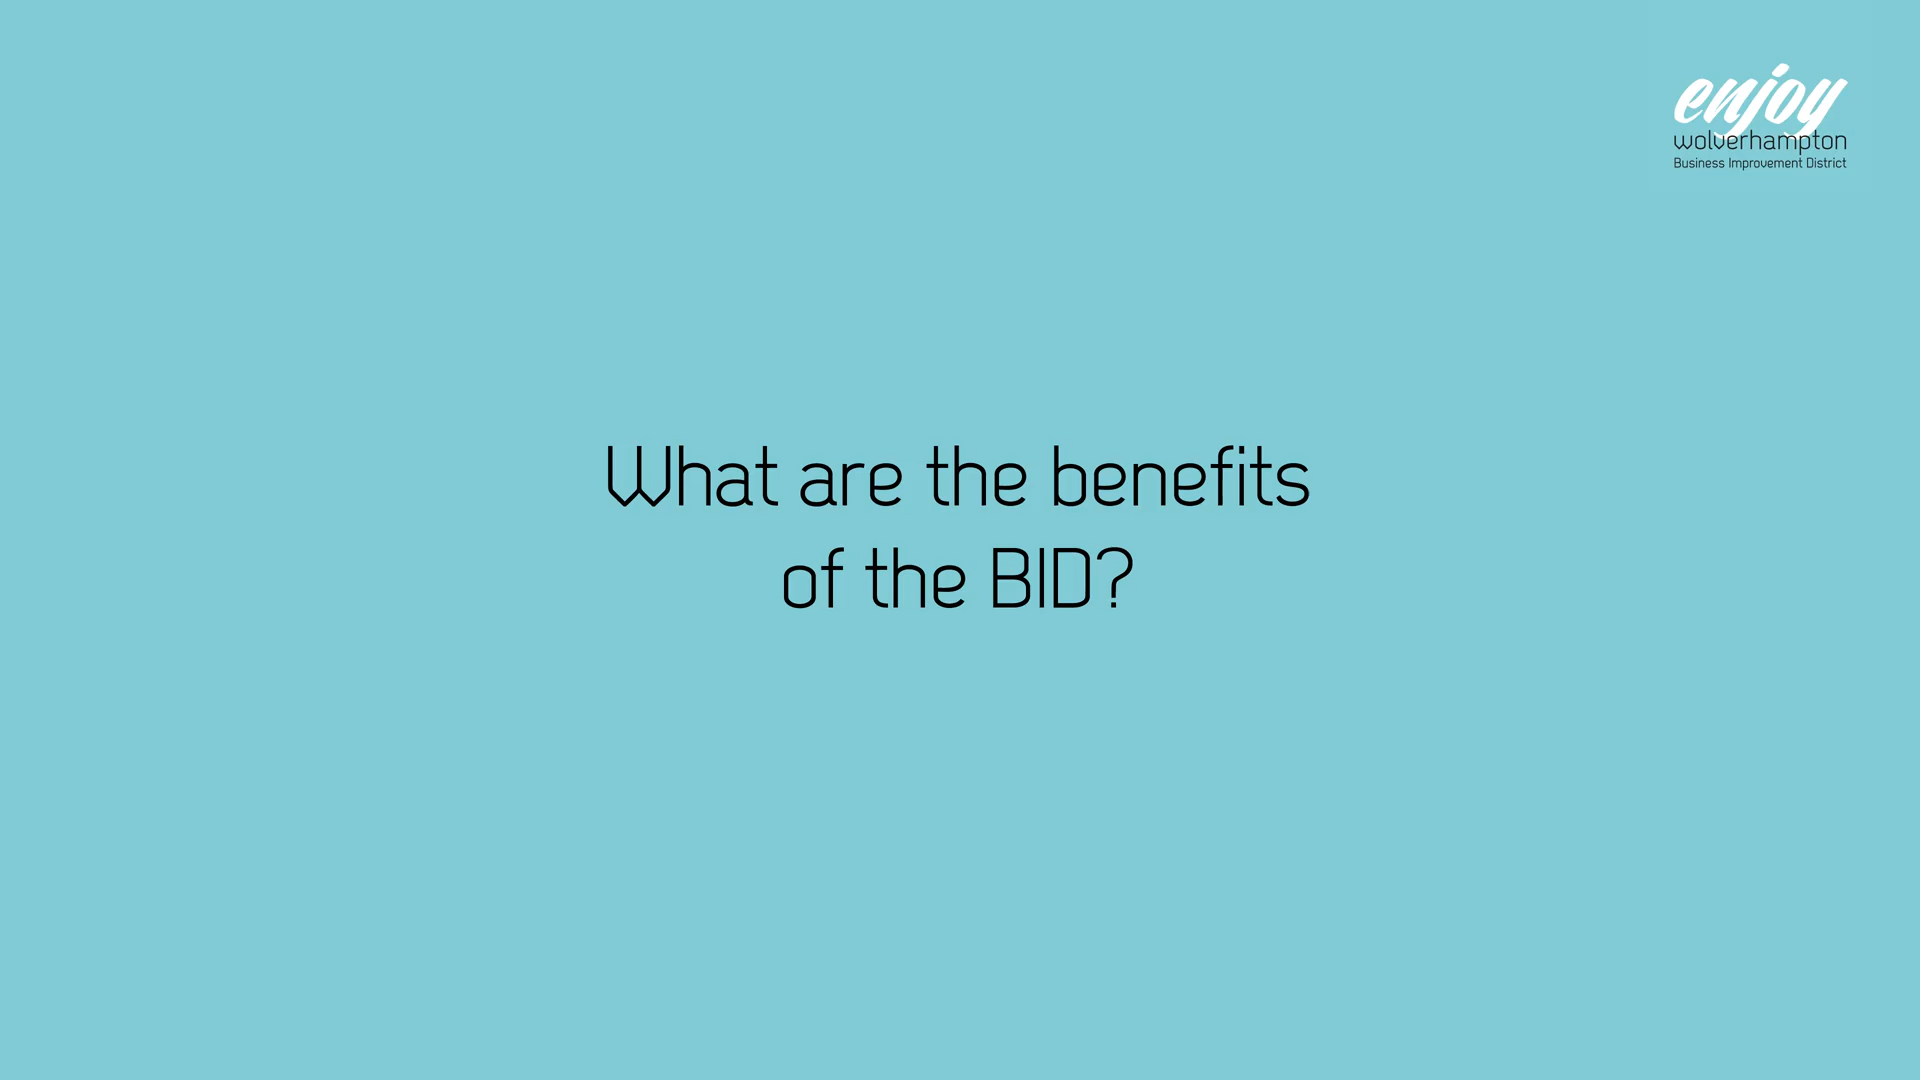 enjoy
wolverhampton
Business Improvement District
What are the benefits
of the BID?